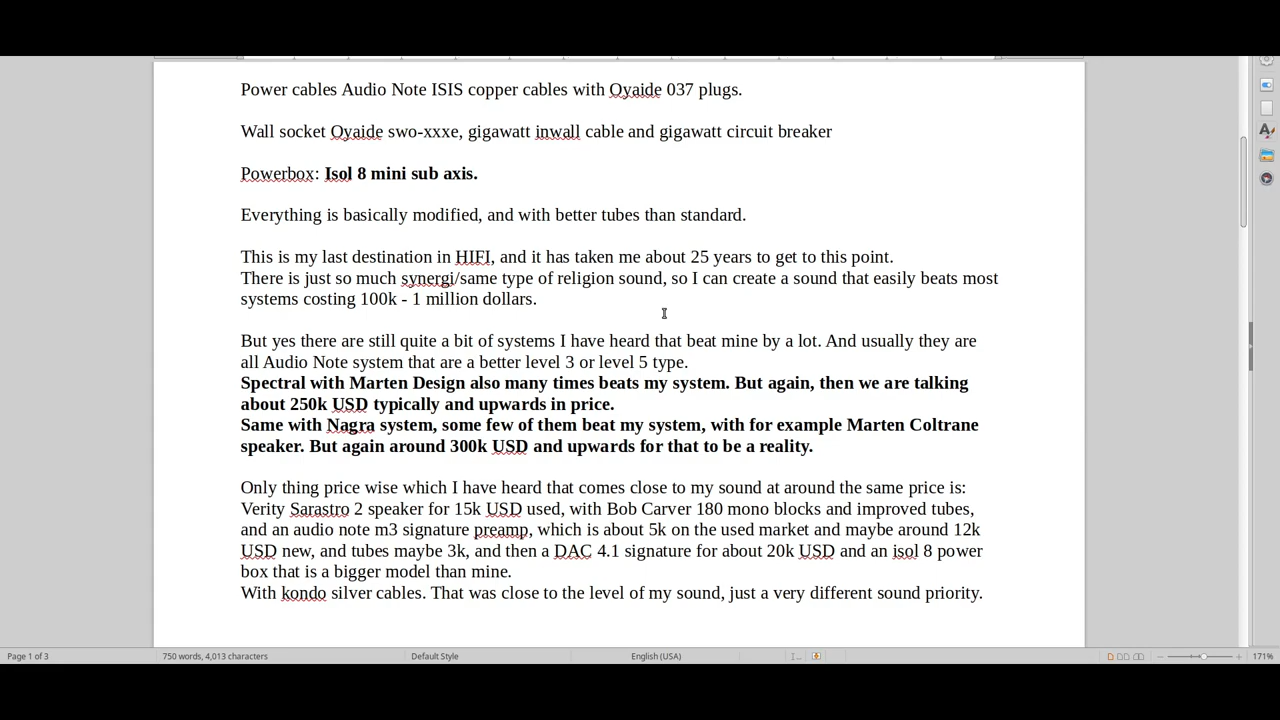 Power cables Audio Note ISIS copper cables with Oyaide 037 plugs.
Wall socket Oyaide swo-xxxe, gigawatt inwall cable and gigawatt circuit breaker
Powerbox: Isol 8 mini sub axis.
Everything is basically modified, and with better tubes than standard.
This is my last destination in HIFI, and it has taken me about 25 years to get to this point.
There is just so much synergi/same type of religion sound, so I can create a sound that easily beats most
systems costing 100k - 1 million dollars.
But yes there are still quite a bit of systems I have heard that beat mine by a lot. And usually they are
all Audio Note system that are a better level 3 or level 5 type.
Spectral with Marten Design also many times beats my system. But again, then we are talking
about 250k USD typically and upwards in price.
Same with Nagra system, some few of them beat my system, with for example Marten Coltrane
speaker. But again around 300k USD and upwards for that to be a reality.
Only thing price wise which I have heard that comes close to my sound at around the same price is:
Verity Sarastro 2 speaker for 15k USD used, with Bob Carver 180 mono blocks and improved tubes,
and an audio note m3 signature preamp, which is about 5k on the used market and maybe around 12k
USD new, and tubes maybe 3k, and then a DAC 4.1 signature for about 20k USD and an isol 8 power
box that is a bigger model than mine.
With kondo silver cables. That was close to the level of my sound, just a very different sound priority.
Page 1 of 3 750 words, 4,013 characters Default Style English (USA) 171%